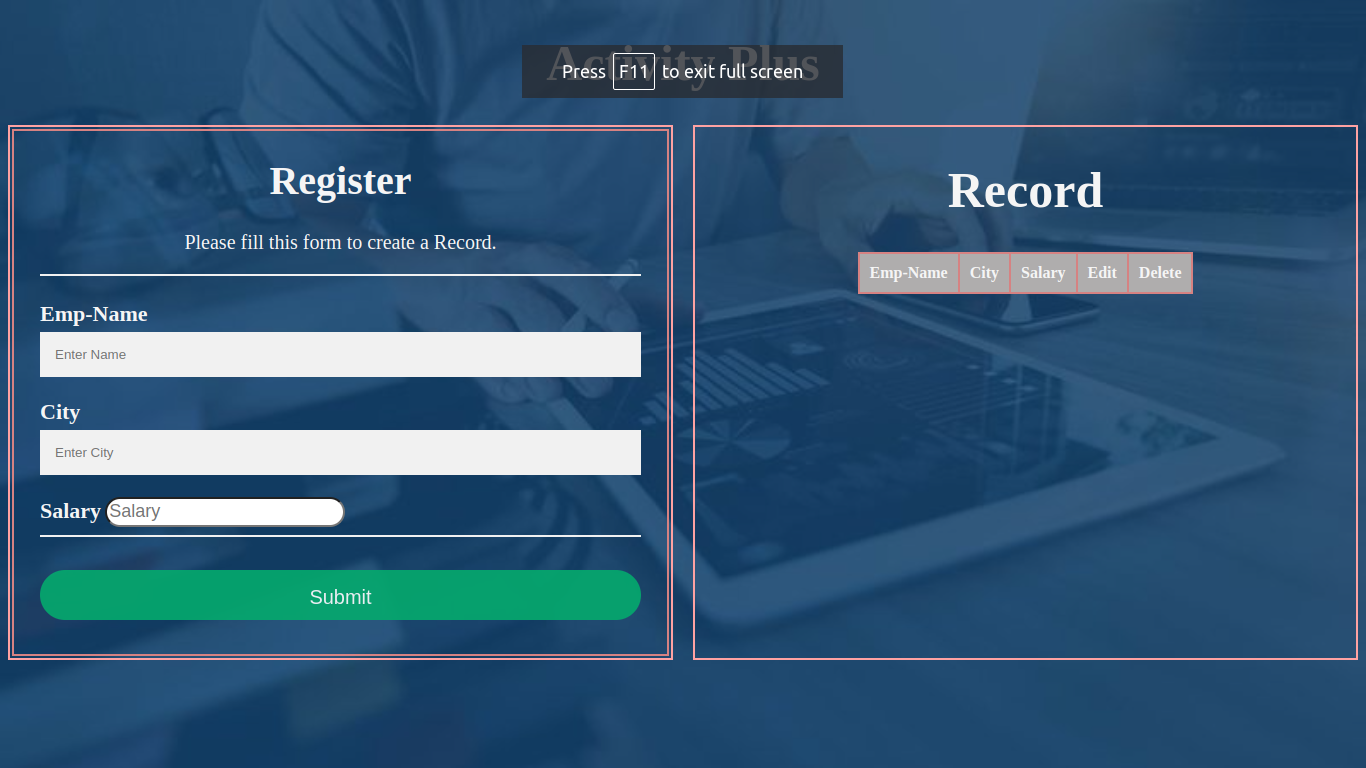 Activity Plus
Press F11 to exit full screen
Register
Please fill this form to create a Record.
Emp-Name
Enter Name
City
Enter City
Salary Salary
Submit
Record
Emp-Name City Salary Edit Delete